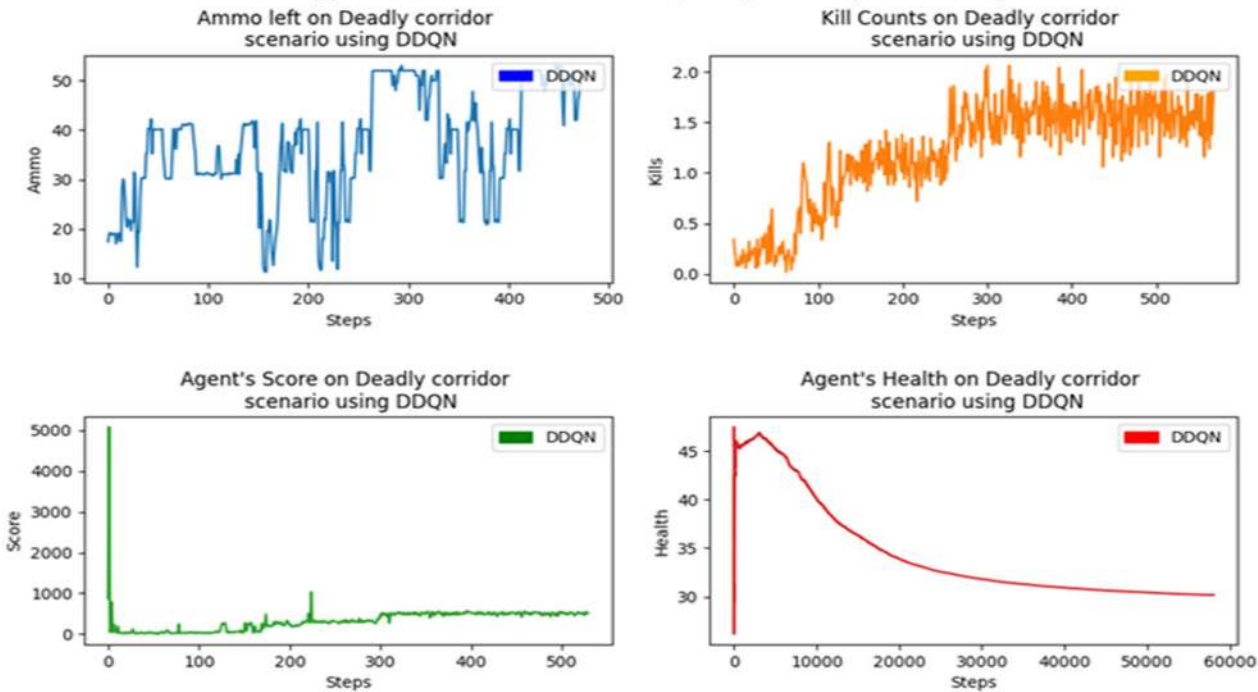 Ammo left on Deadly corridor
scenario using DDQN
DDQN
50
40
30
20
10
Ammo
0
100
200
300
400
500
Steps
Kill Counts on Deadly corridor
scenario using DDQN
DDQN
2.0
1.5
1.0
0.5
0.0
Kills
0
100
200
300
400
500
Steps
Agent's Score on Deadly corridor
scenario using DDQN
DDQN
5000
4000
3000
2000
1000
0
Score
0
100
200
300
400
500
Steps
Agent's Health on Deadly corridor
scenario using DDQN
DDQN
45
40
35
30
Health
0
10000
20000
30000
40000
50000
60000
Steps